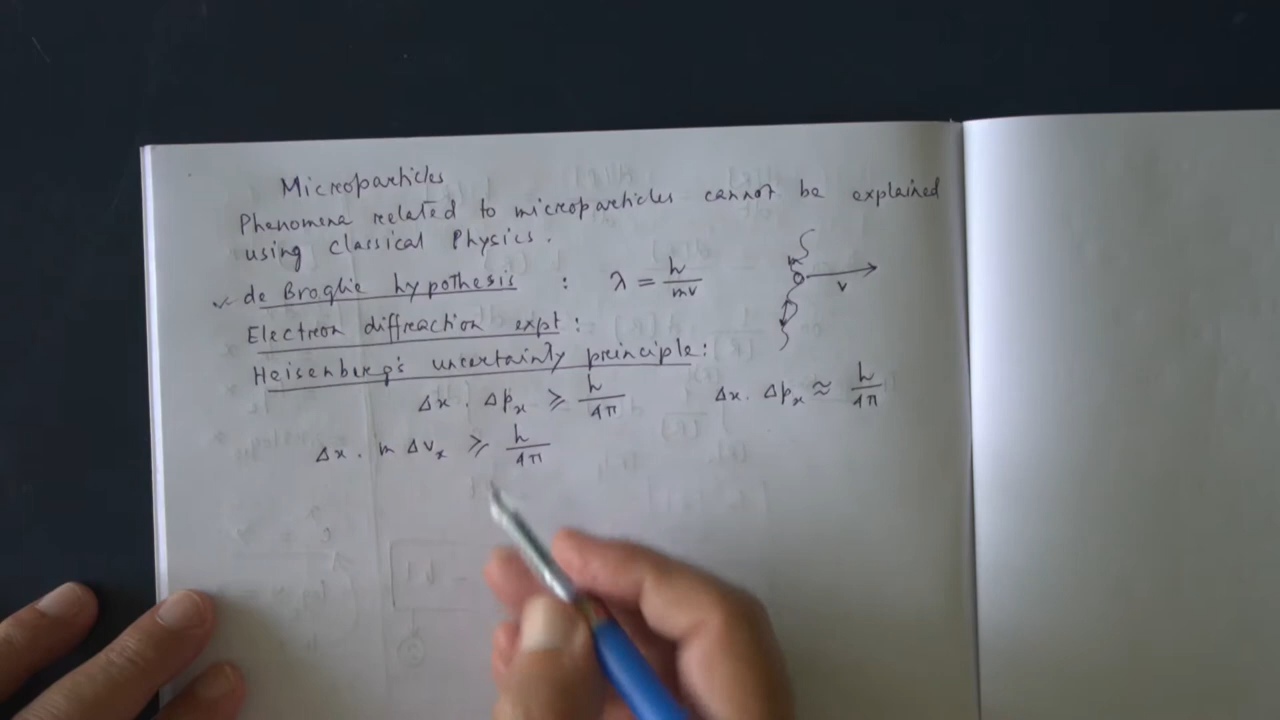 Microparticles
Phenomena related to microparticles cannot be explained
using Classical Physics.
✓ de Broglie hypothesis : λ = h/mv
v
Electron diffraction expt :
Heisenberg's uncertainty principle :
Δx . Δpₓ ≥ h/4π Δx . Δpₓ ≈ h/4π
Δx . m Δvₓ ≥ h/4π